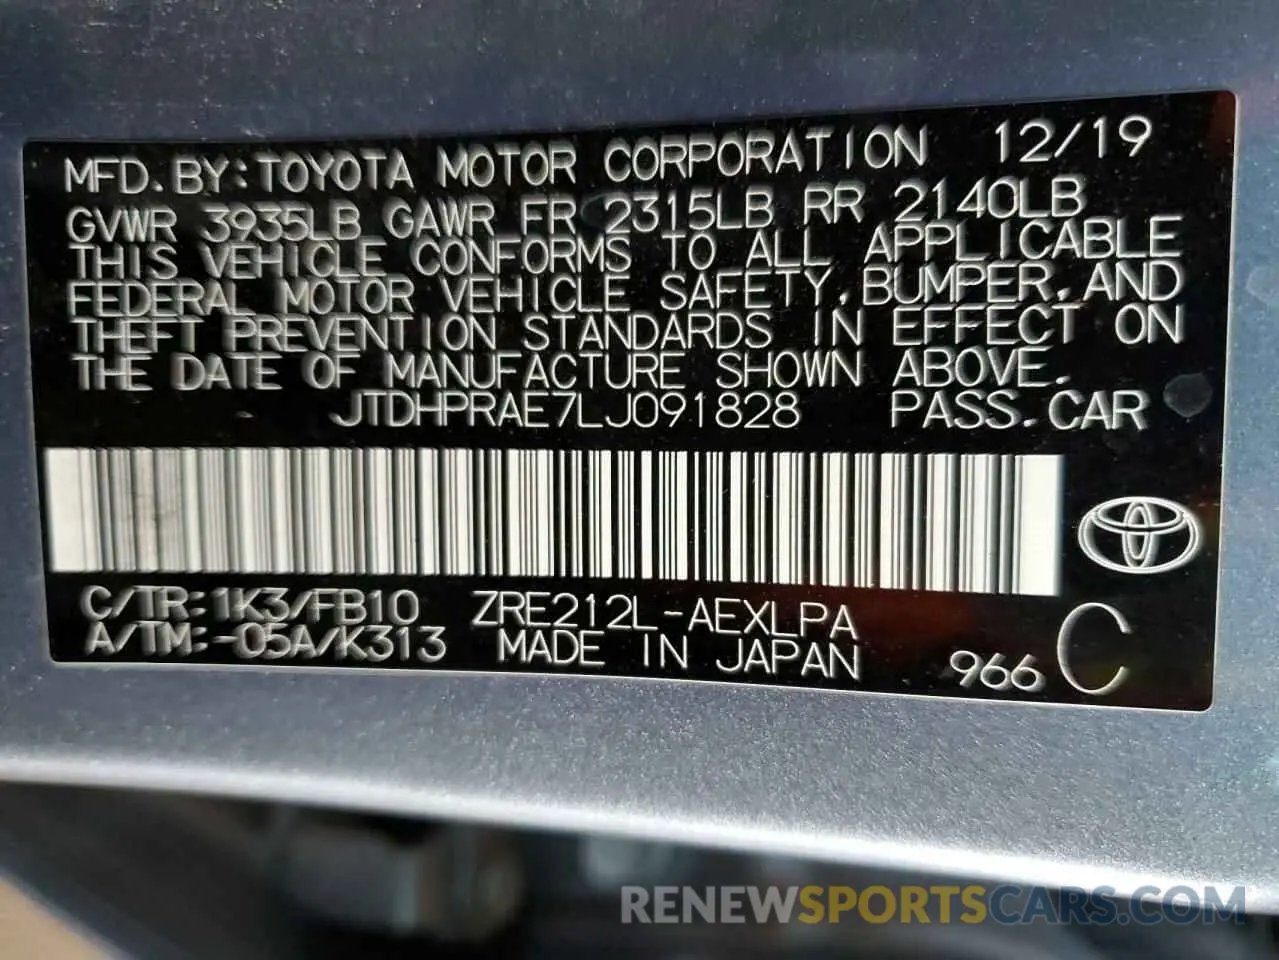 MFD. BY: TOYOTA MOTOR CORPORATION 12/19
GVWR 3935LB GAWR FR 2315LB RR 2140LB
THIS VEHICLE CONFORMS TO ALL APPLICABLE
FEDERAL MOTOR VEHICLE SAFETY, BUMPER, AND
THEFT PREVENTION STANDARDS IN EFFECT ON
THE DATE OF MANUFACTURE SHOWN ABOVE.
JTDHPRAE7LJ091828 PASS. CAR
C/TR: 1K3/FB10 ZRE212L-AEXLPA
A/TM: -05A/K313 MADE IN JAPAN 966 C
RENEWSPORTSCARS.COM